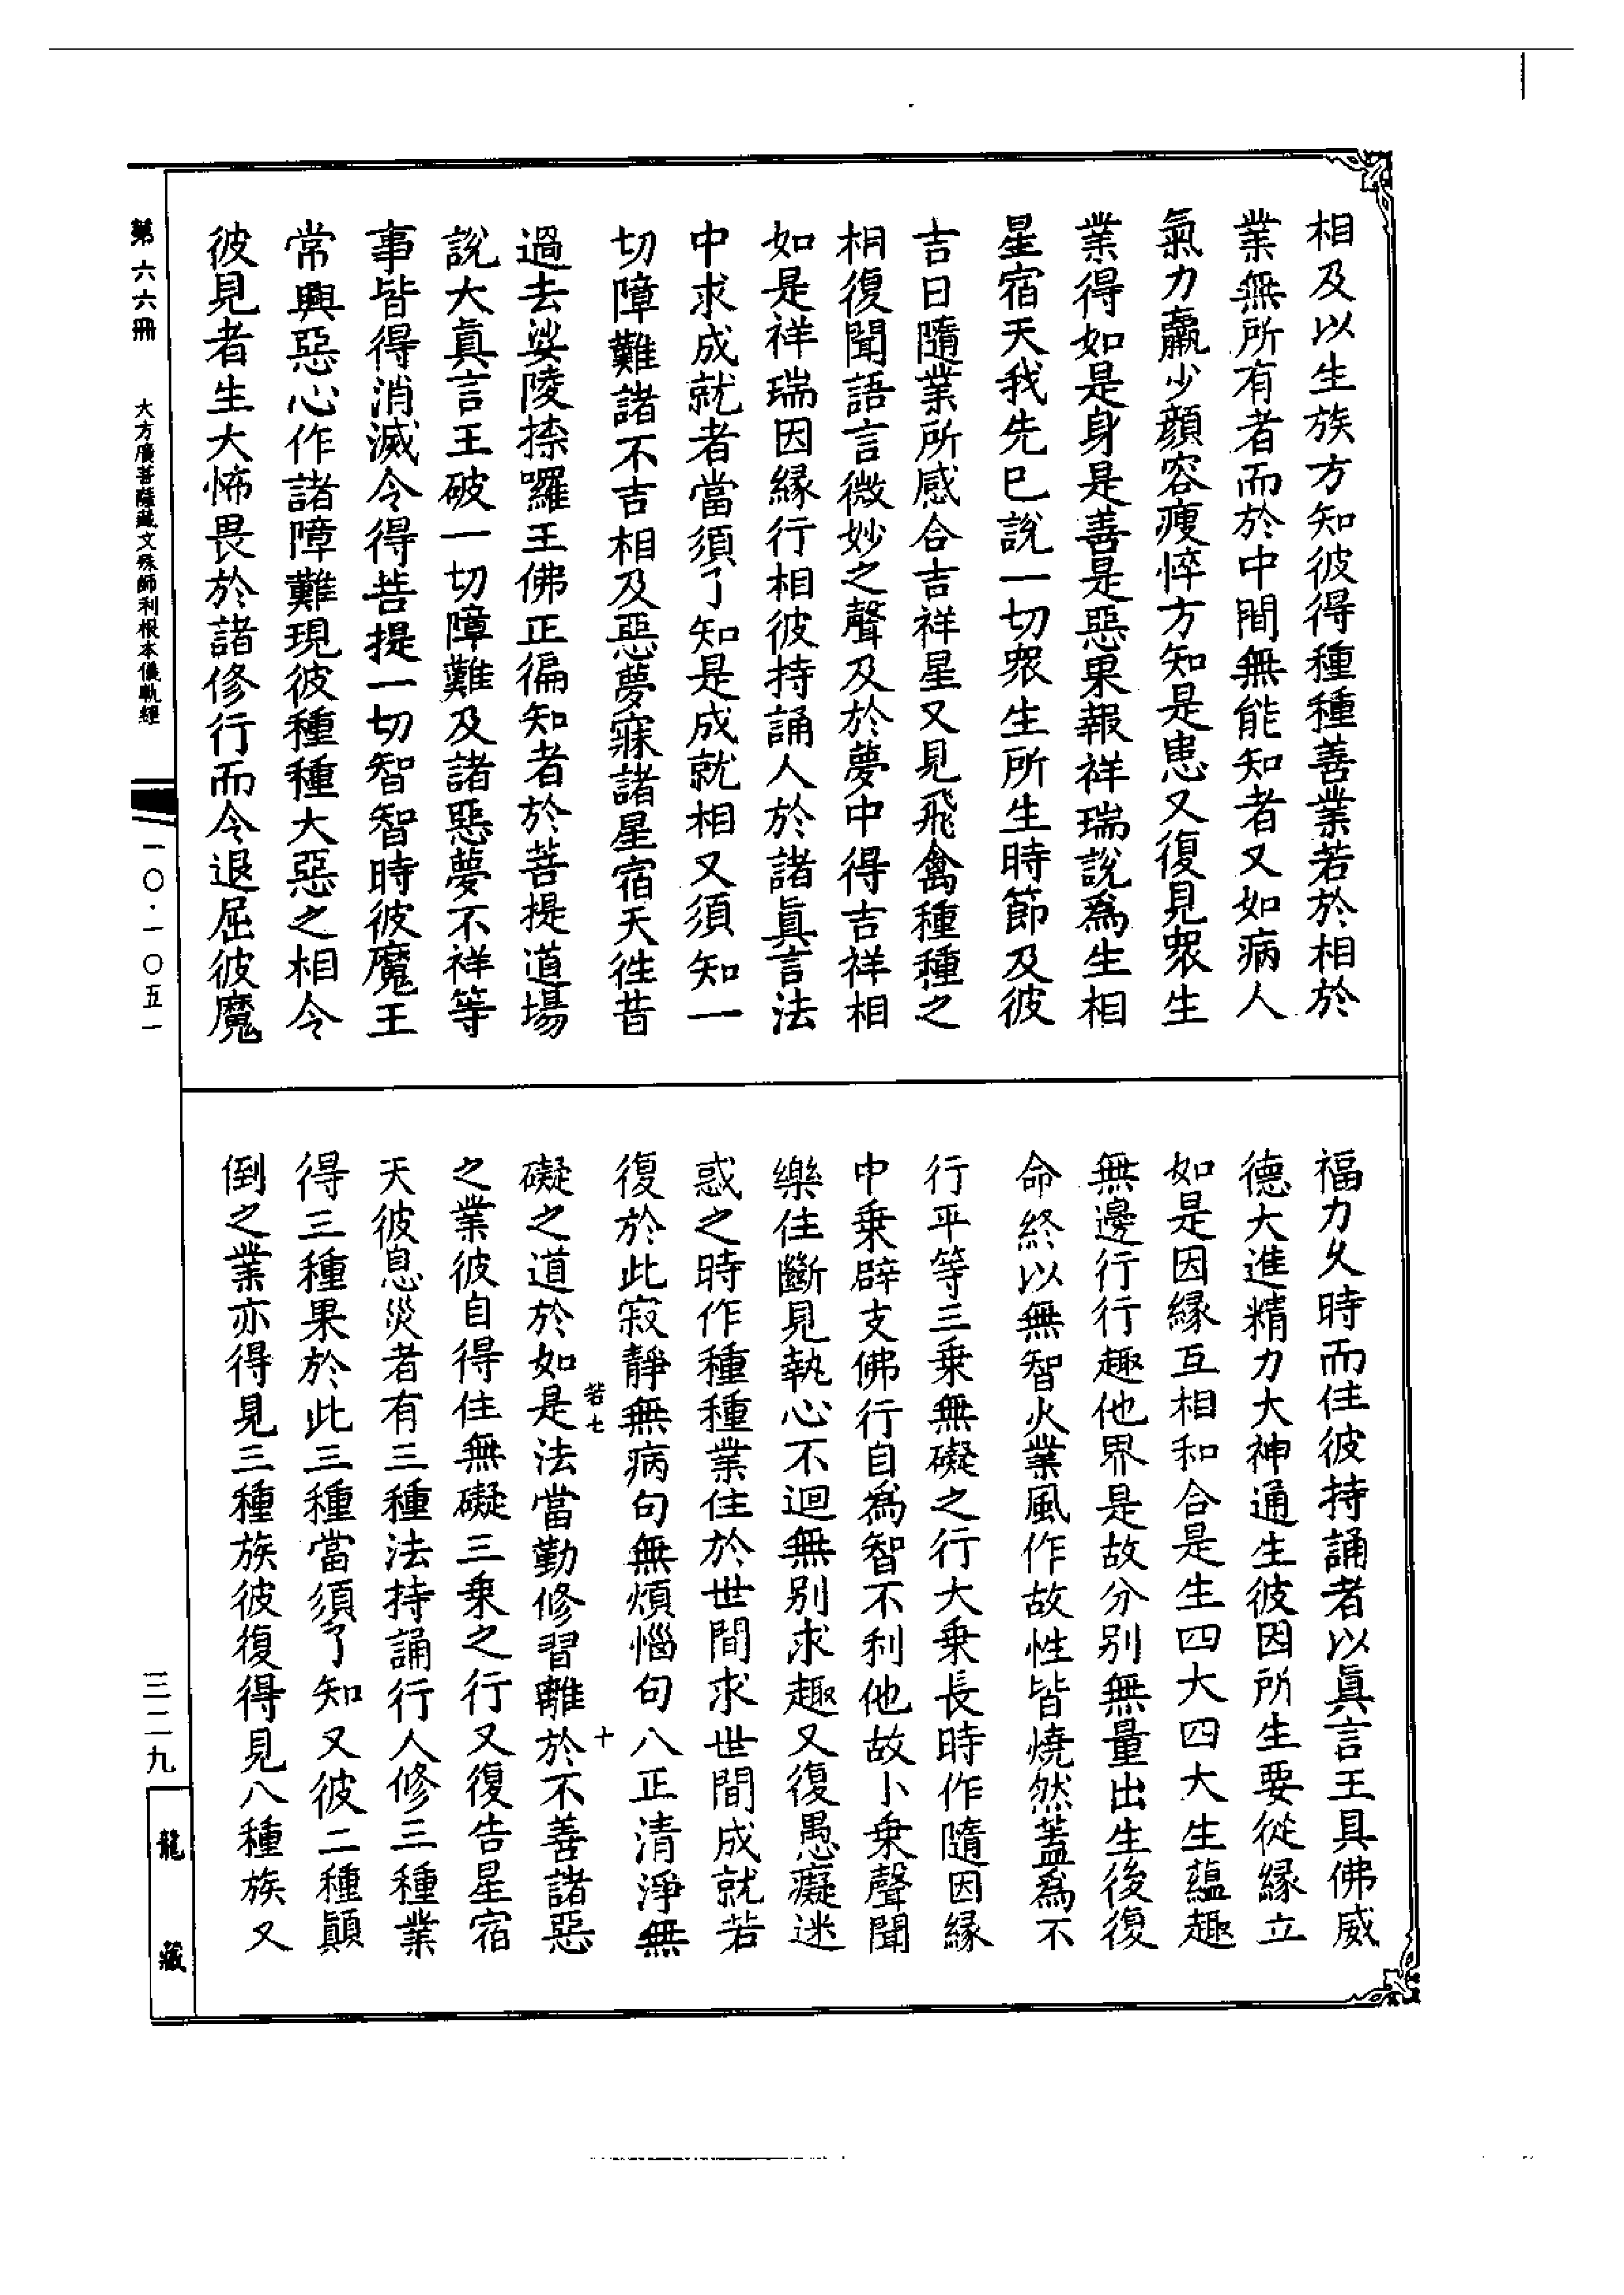 相及以生族方知彼得種種善業若於相於
業無所有者而於中間無能知者又如病人
氣力羸少顔容瘦悴方知是患又復見衆生
業得如是身是善是惡果報祥瑞說為生相
星宿天我先已說一切衆生所生時節及彼
吉日隨業所感合吉祥星又見飛禽種種之
相復聞語言微妙之聲及於夢中得吉祥相
如是祥瑞因緣行相彼持誦人於諸眞言法
中求成就者當須了知是成就相又須知一
切障難諸不吉相及惡夢寐諸星宿天徃昔
過去娑陵捺囉王佛正徧知者於菩提道場
說大眞言王破一切障難及諸惡夢不祥等
事皆得消滅令得菩提一切智智時彼魔王
常興惡心作諸障難現彼種種大惡之相令
彼見者生大怖畏於諸修行而令退屈彼魔
福力久時而住彼持誦者以眞言王具佛威
德大進精力大神通生彼因所生要從緣立
如是因緣互相和合是生四大四大生蘊趣
無邊行行趣他界是故分別無量出生後復
命終以無智火業風作故性皆燒然蓋爲不
行平等三乘無礙之行大乘長時作隨因緣
中乘辟支佛行自爲智不利他故小乘聲聞
樂住斷見執心不迴無别求趣又復愚癡迷
惑之時作種種業住於世間求世間成就若
復於此寂靜無病句無煩惱句八正清淨無
礙之道於如是法當勤修習離於不善諸惡
之業彼自得住無礙三乘之行又復告星宿
天彼息災者有三種法持誦行人修三種業
得三種果於此三種當須了知又彼二種顚
倒之業亦得見三種族彼復得見八種族又
若七
十
第六六冊
大方廣菩薩藏文殊師利根本儀軌經
一〇·一〇五一
三二九
龍藏